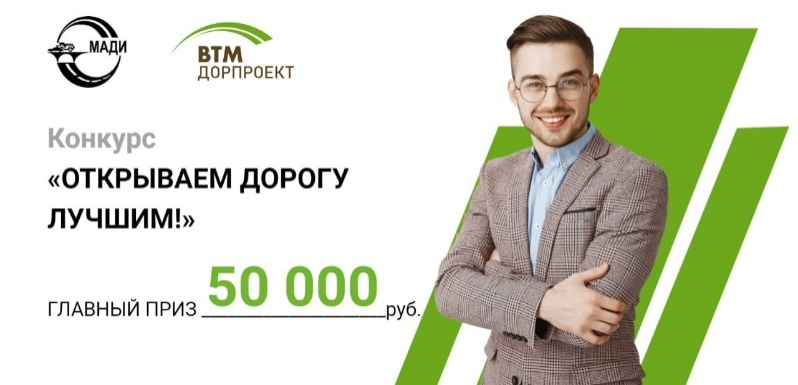 МАДИ
ВТМ
ДОРПРОЕКТ
Конкурс
«ОТКРЫВАЕМ ДОРОГУ
ЛУЧШИМ!»
ГЛАВНЫЙ ПРИЗ 50 000 руб.